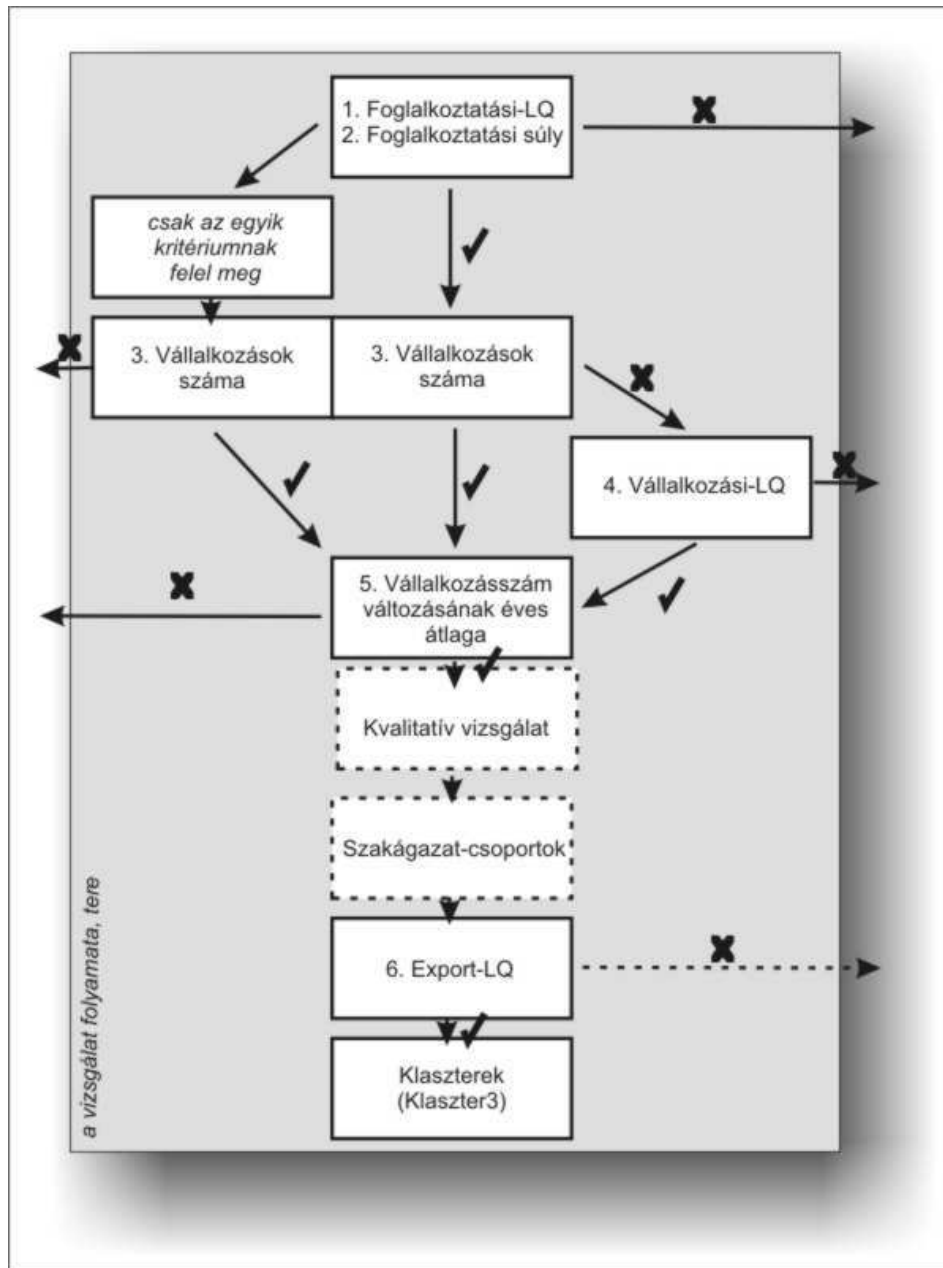 1. Foglalkoztatási-LQ
2. Foglalkoztatási súly
csak az egyik
kritériumnak
felel meg
3. Vállalkozások
száma
3. Vállalkozások
száma
4. Vállalkozási-LQ
5. Vállalkozásszám
változásának éves
átlaga
Kvalitatív vizsgálat
Szakágazat-csoportok
6. Export-LQ
Klaszterek
(Klaszter3)
a vizsgálat folyamata, tere